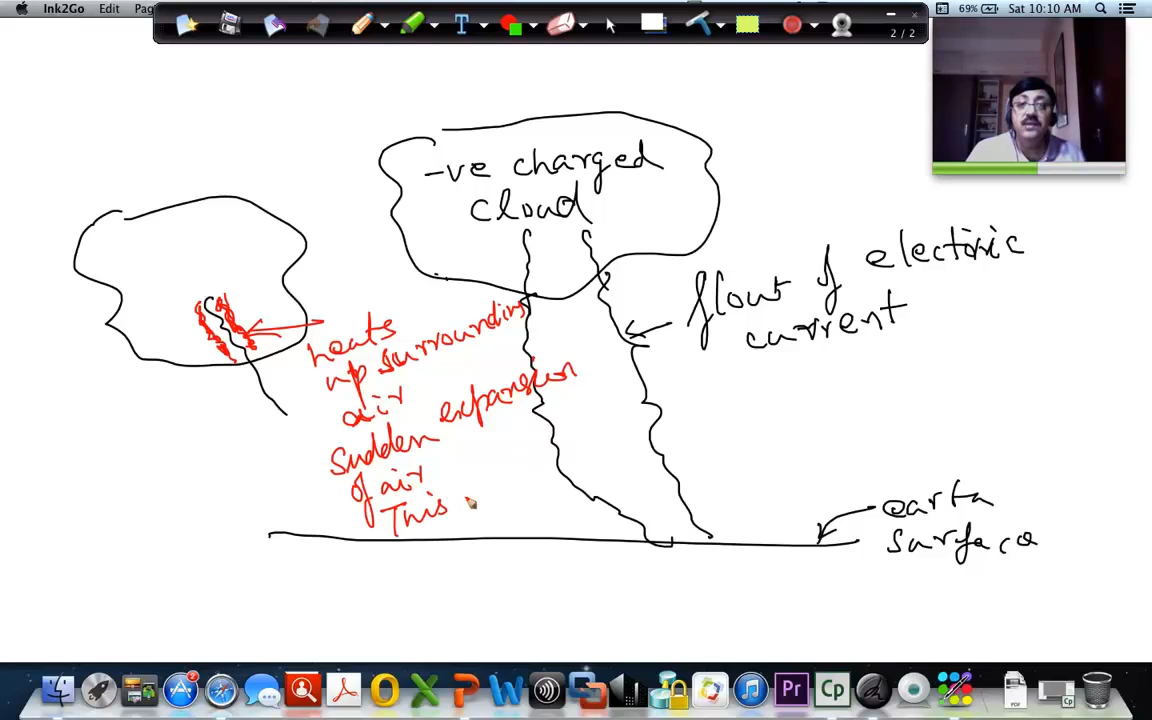 Ink2Go Edit Pag
69% Sat 10:10 AM
2 / 2
-ve charged
cloud
flow of electric
current
heats
up surrounding
air
sudden expansion
of air
This
earth
surface